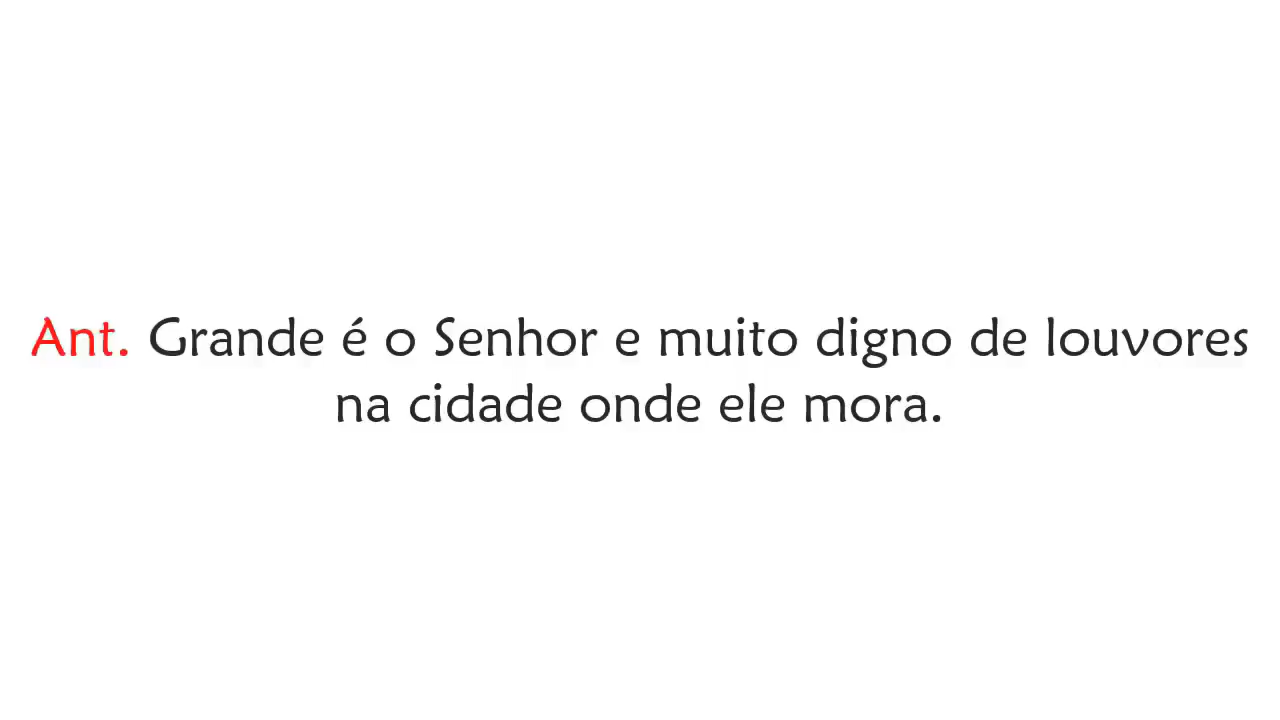 Ant. Grande é o Senhor e muito digno de louvores
na cidade onde ele mora.